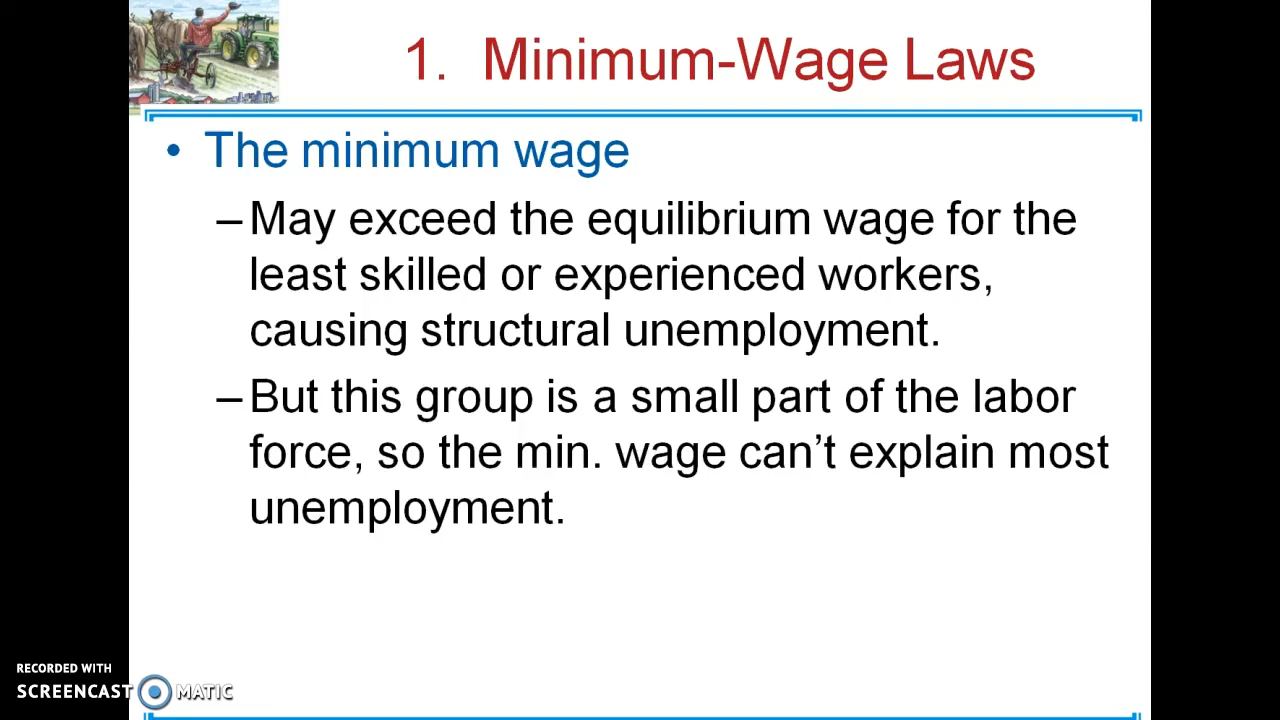 1. Minimum-Wage Laws
• The minimum wage
– May exceed the equilibrium wage for the
least skilled or experienced workers,
causing structural unemployment.
– But this group is a small part of the labor
force, so the min. wage can’t explain most
unemployment.
RECORDED WITH
SCREENCAST MATIC